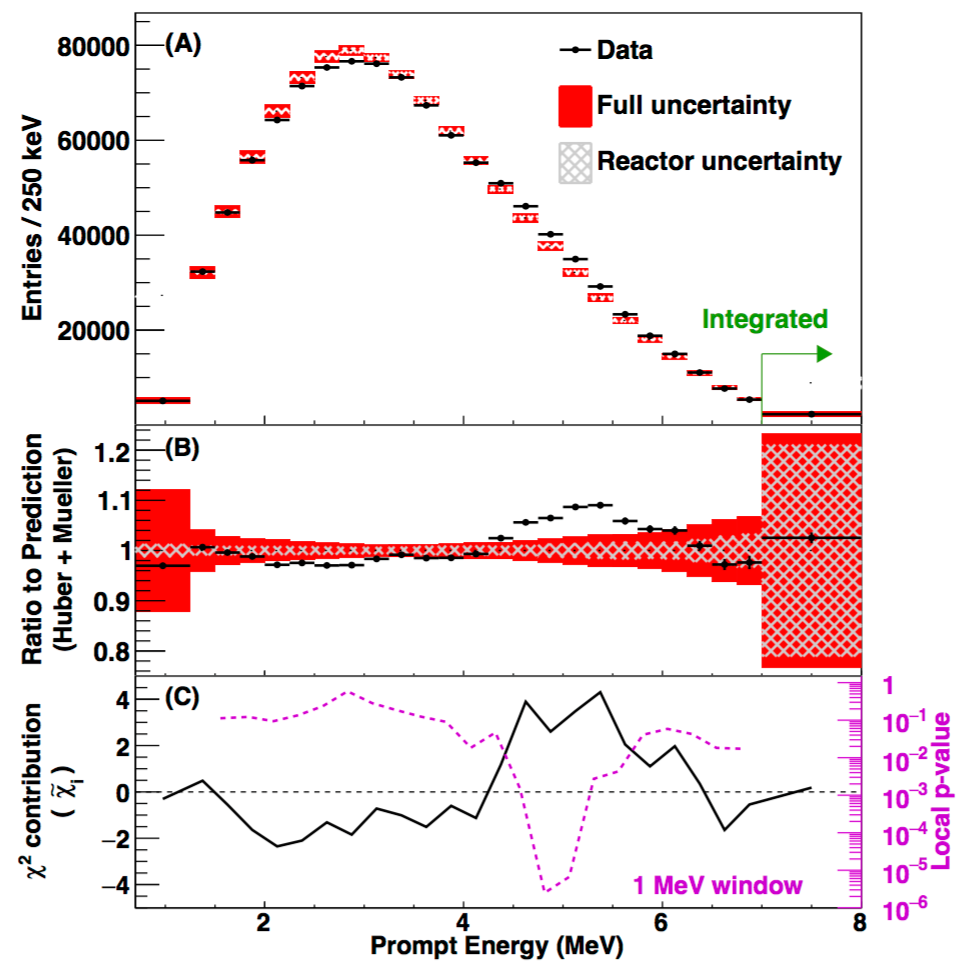 (A)
Data
Full uncertainty
Reactor uncertainty
Integrated
Entries / 250 keV
80000
60000
40000
20000
(B)
Ratio to Prediction
(Huber + Mueller)
1.2
1.1
1
0.9
0.8
(C)
χ² contribution
( χ̃ᵢ )
4
2
0
−2
−4
1 MeV window
1
10⁻¹
10⁻²
10⁻³
10⁻⁴
10⁻⁵
10⁻⁶
Local p-value
2
4
6
8
Prompt Energy (MeV)